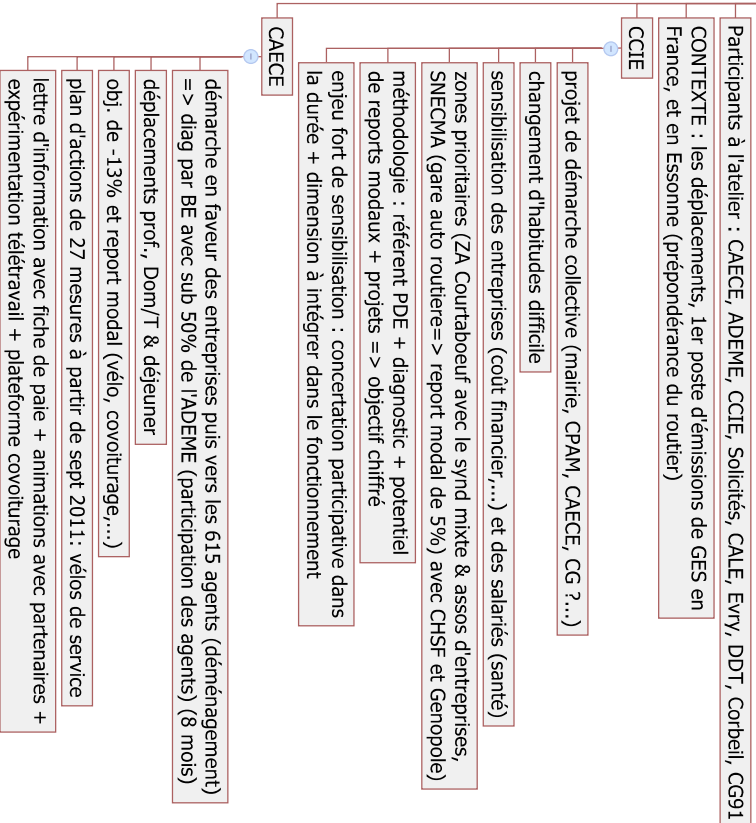 Participants à l'atelier : CAECE, ADEME, CCIE, Solicités, CALE, Evry, DDT, Corbeil, CG91
CONTEXTE : les déplacements, 1er poste d'émissions de GES en
France, et en Essonne (prépondérance du routier)
CCIE
projet de démarche collective (mairie, CPAM, CAECE, CG ?...)
changement d'habitudes difficile
sensibilisation des entreprises (coût financier,...) et des salariés (santé)
zones prioritaires (ZA Courtaboeuf avec le synd mixte & assos d'entreprises,
SNECMA (gare auto routiere=> report modal de 5%) avec CHSF et Genopole)
méthodologie : référent PDE + diagnostic + potentiel
de reports modaux + projets => objectif chiffré
enjeu fort de sensibilisation : concertation participative dans
la durée + dimension à intégrer dans le fonctionnement
CAECE
démarche en faveur des entreprises puis vers les 615 agents (déménagement)
=> diag par BE avec sub 50% de l'ADEME (participation des agents) (8 mois)
déplacements prof., Dom/T & déjeuner
obj. de -13% et report modal (vélo, covoiturage,...)
plan d'actions de 27 mesures à partir de sept 2011: vélos de service
lettre d'information avec fiche de paie + animations avec partenaires +
expérimentation télétravail + plateforme covoiturage